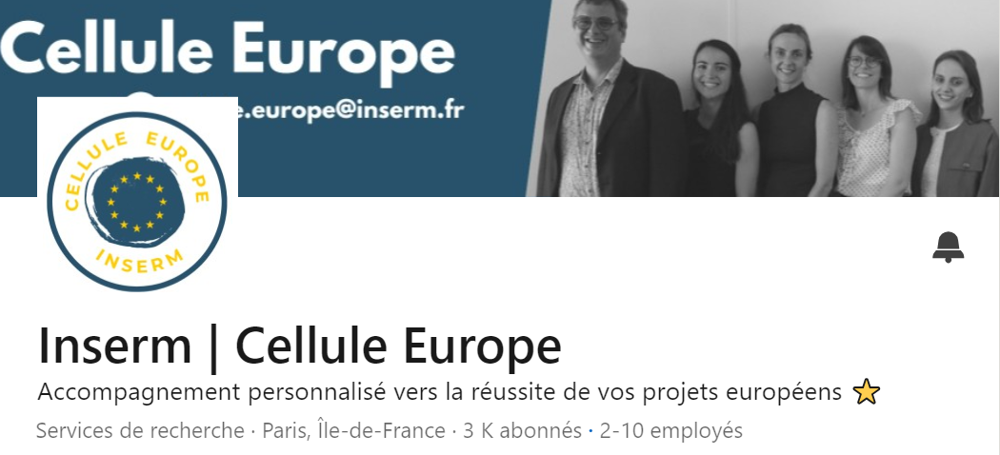 Cellule Europe
e.europe@inserm.fr
CELLULE EUROPE
INSERM
Inserm | Cellule Europe
Accompagnement personnalisé vers la réussite de vos projets européens ⭐
Services de recherche · Paris, Île-de-France · 3 K abonnés · 2-10 employés